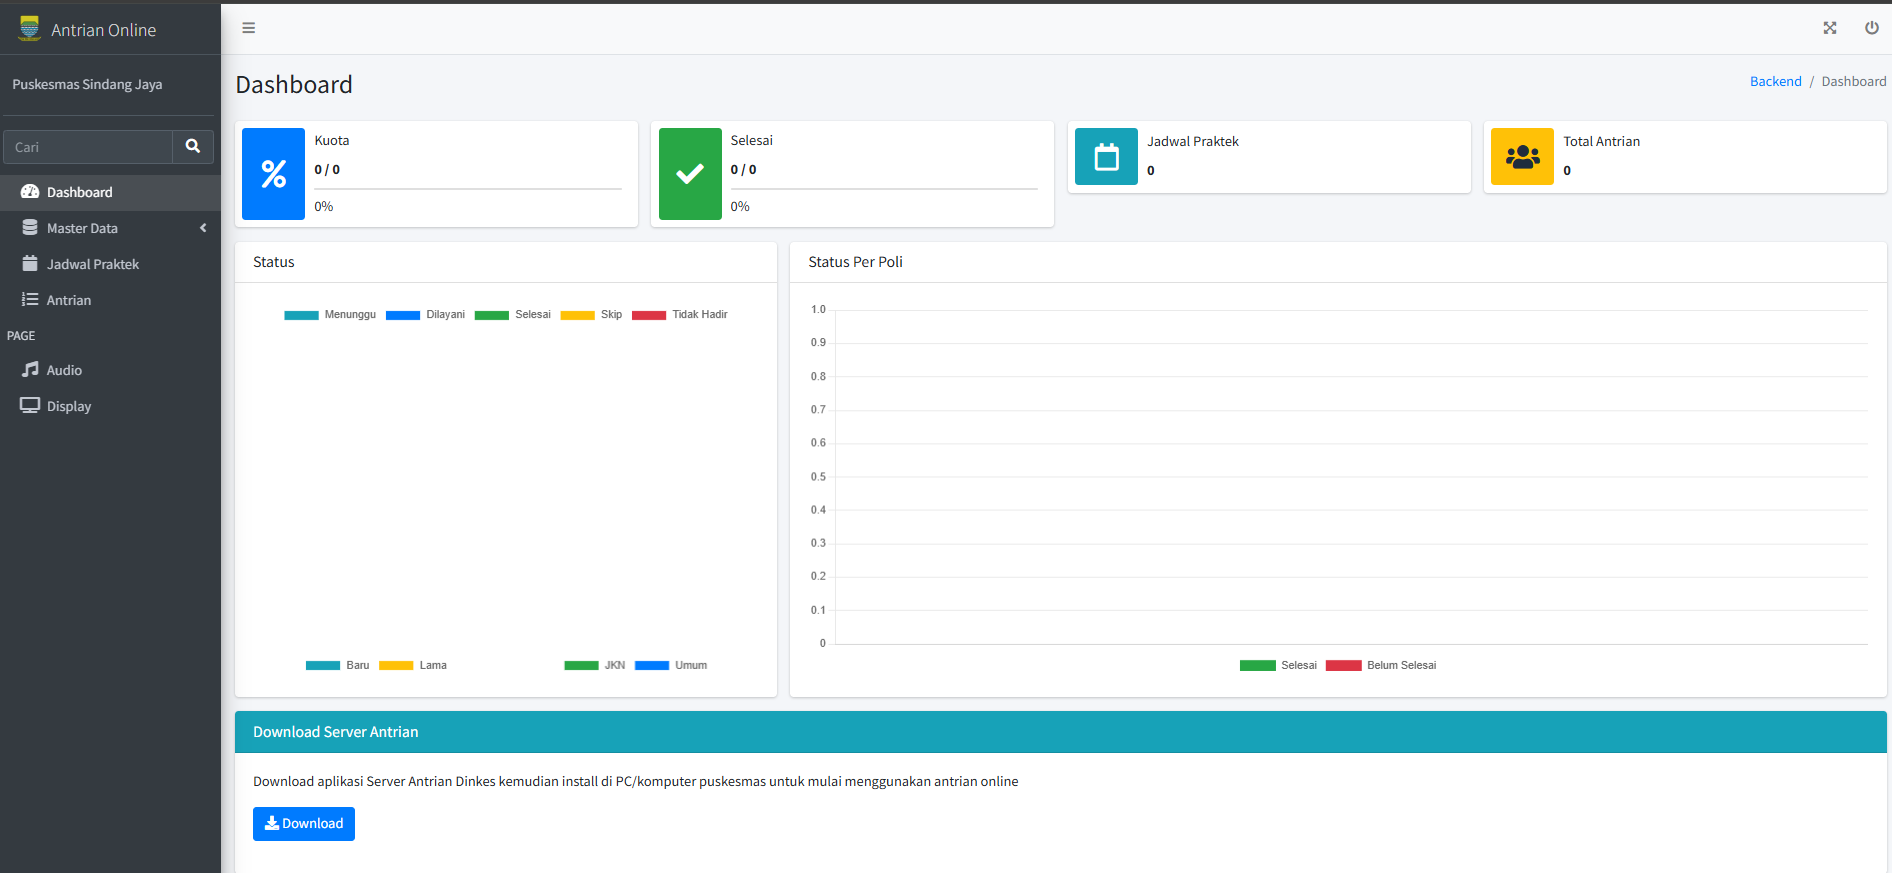 Antrian Online
Puskesmas Sindang Jaya
Cari
Dashboard
Master Data
Jadwal Praktek
Antrian
PAGE
Audio
Display
Dashboard
Backend / Dashboard
Kuota
0 / 0
0%
Selesai
0 / 0
0%
Jadwal Praktek
0
Total Antrian
0
Status
Menunggu Dilayani Selesai Skip Tidak Hadir
Baru Lama JKN Umum
Status Per Poli
1.0
0.9
0.8
0.7
0.6
0.5
0.4
0.3
0.2
0.1
0
Selesai Belum Selesai
Download Server Antrian
Download aplikasi Server Antrian Dinkes kemudian install di PC/komputer puskesmas untuk mulai menggunakan antrian online
Download